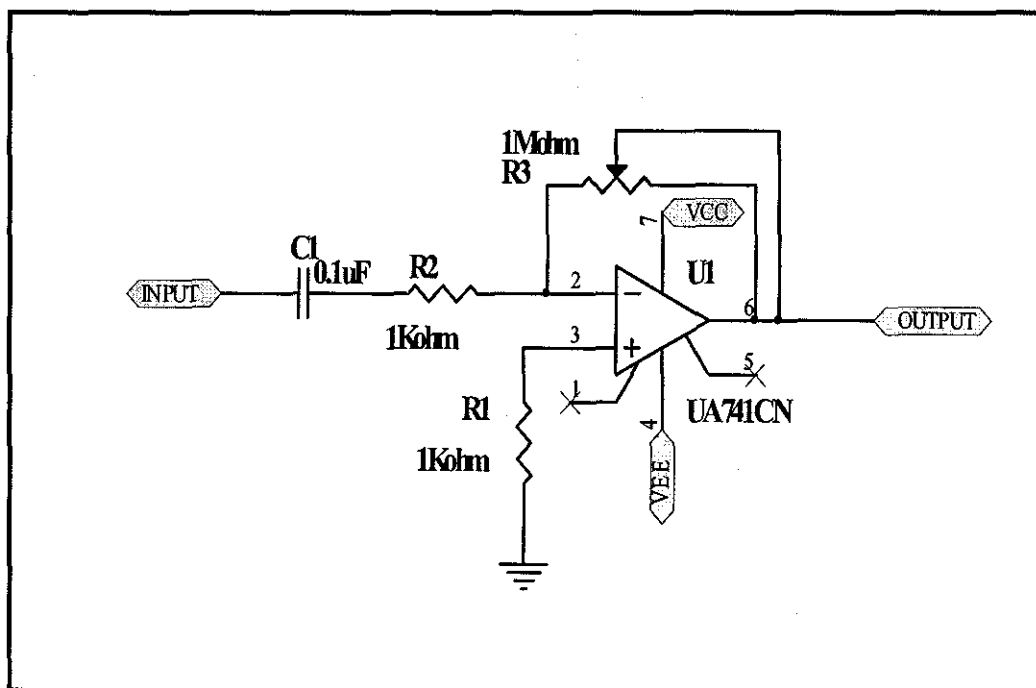 1Mohm
R3
7
VCC
C1
0.1uF
R2
U1
INPUT
2
6
OUTPUT
1Kohm
3
5
1
R1
UA741CN
4
1Kohm
VEE